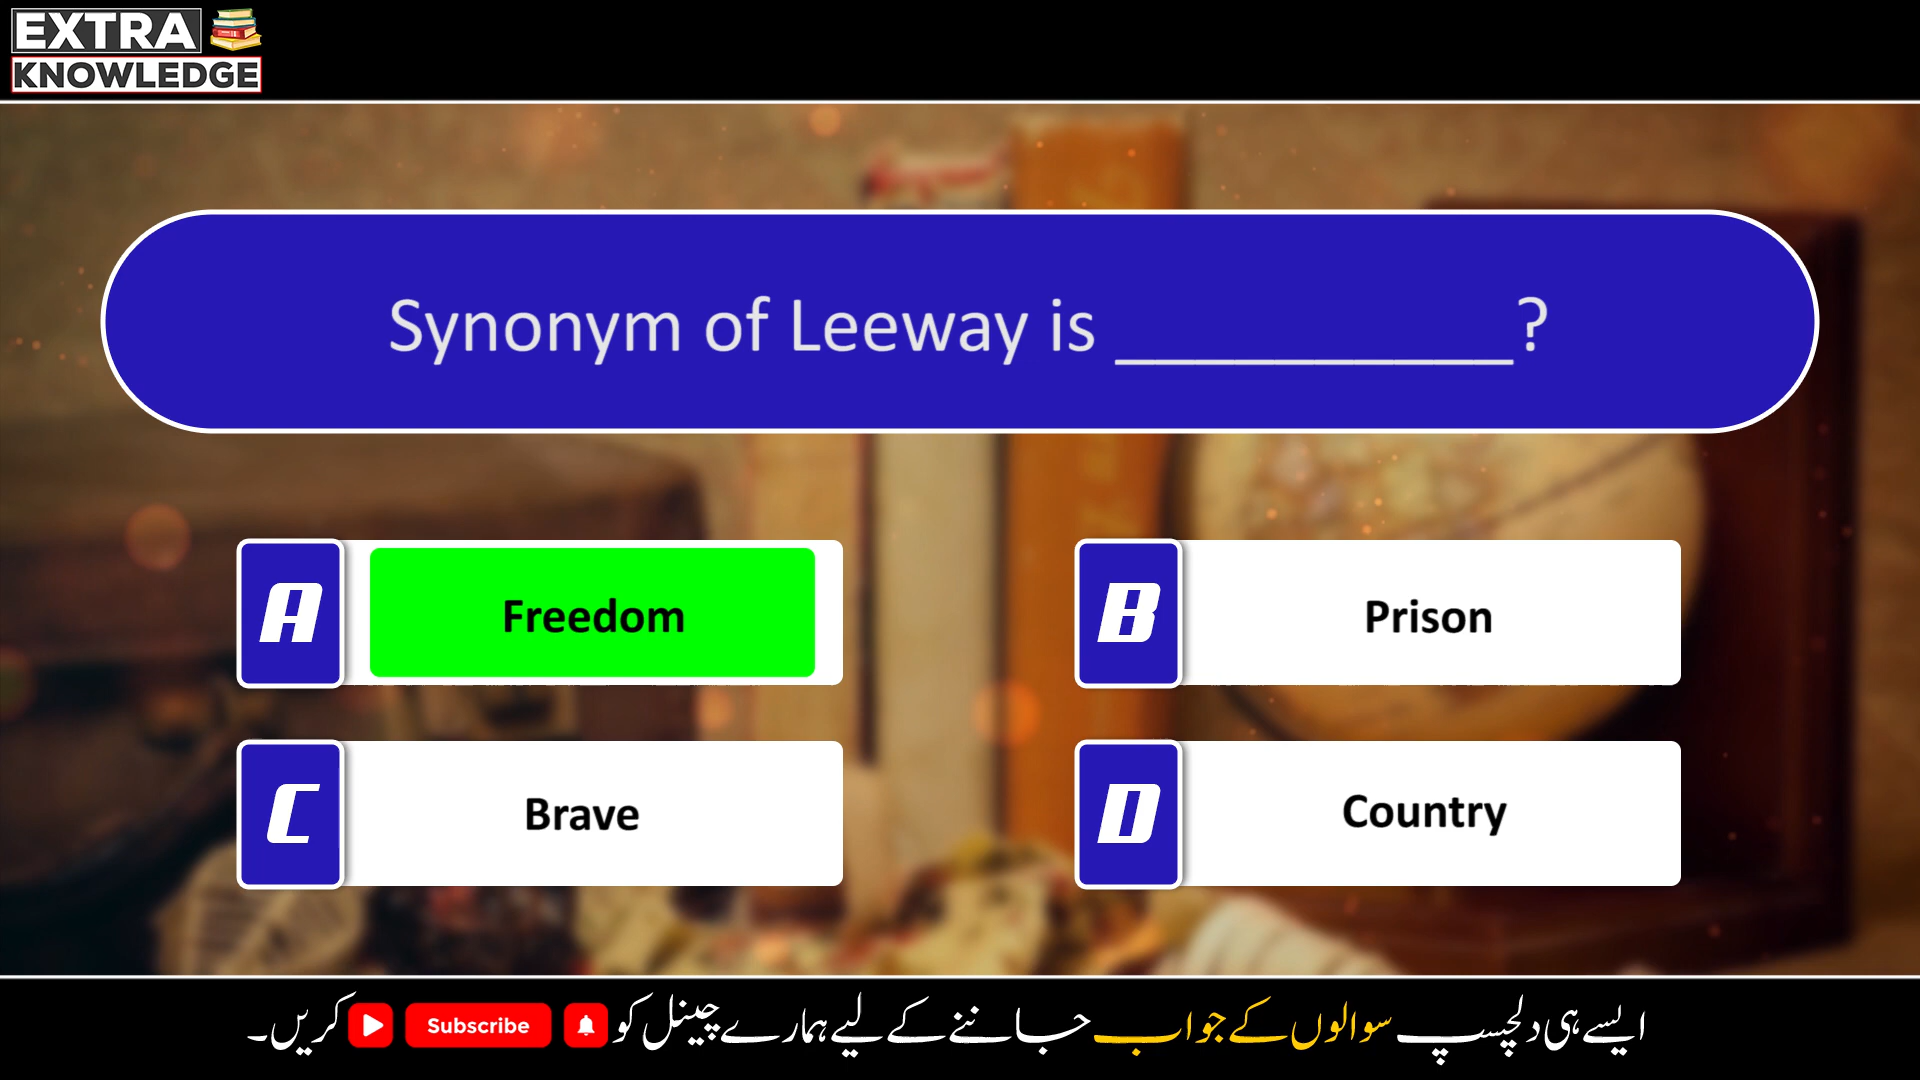 EXTRA
KNOWLEDGE
Synonym of Leeway is __________?
A Freedom
B Prison
C Brave
D Country
ایسے ہی دلچسپ سوالوں کے جواب جاننے کے لیے ہمارے چینل کو Subscribe کریں۔